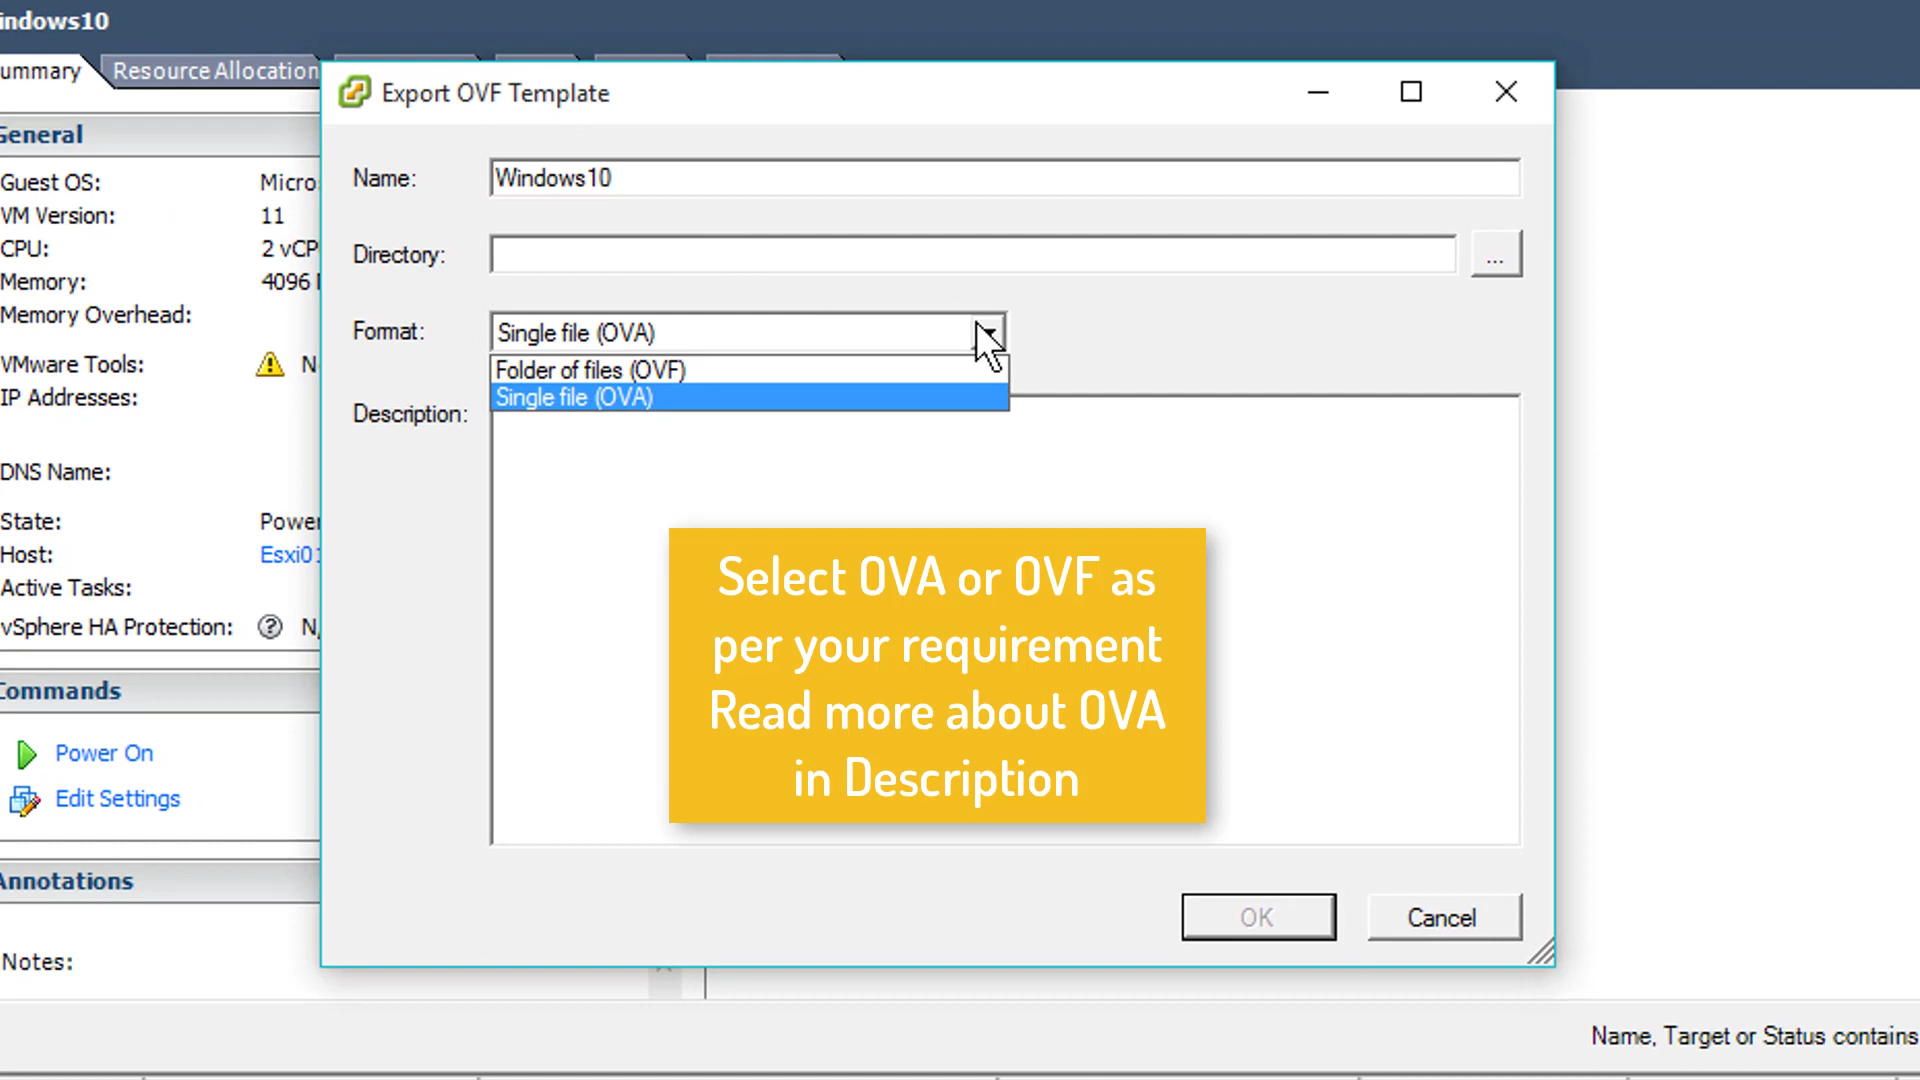 indows10
ummary
Resource Allocation
Export OVF Template
General
Name:
Windows10
Guest OS:
Micro
VM Version:
11
CPU:
2 vCP
Directory:
...
Memory:
4096
Memory Overhead:
Format:
Single file (OVA)
VMware Tools:
N
Folder of files (OVF)
IP Addresses:
Single file (OVA)
Description:
DNS Name:
State:
Power
Host:
Esxi01
Active Tasks:
vSphere HA Protection:
N/
Select OVA or OVF as
per your requirement
Read more about OVA
in Description
Commands
Power On
Edit Settings
Annotations
OK
Cancel
Notes:
Name, Target or Status contains